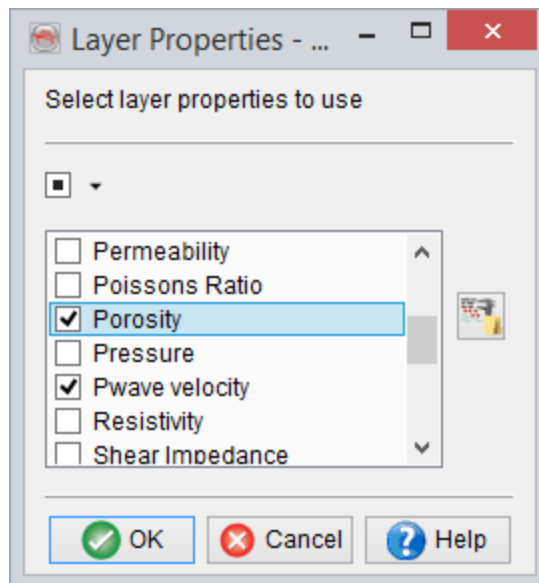 Layer Properties - ...
Select layer properties to use
Permeability
Poissons Ratio
Porosity
Pressure
Pwave velocity
Resistivity
Shear Impedance
OK Cancel Help